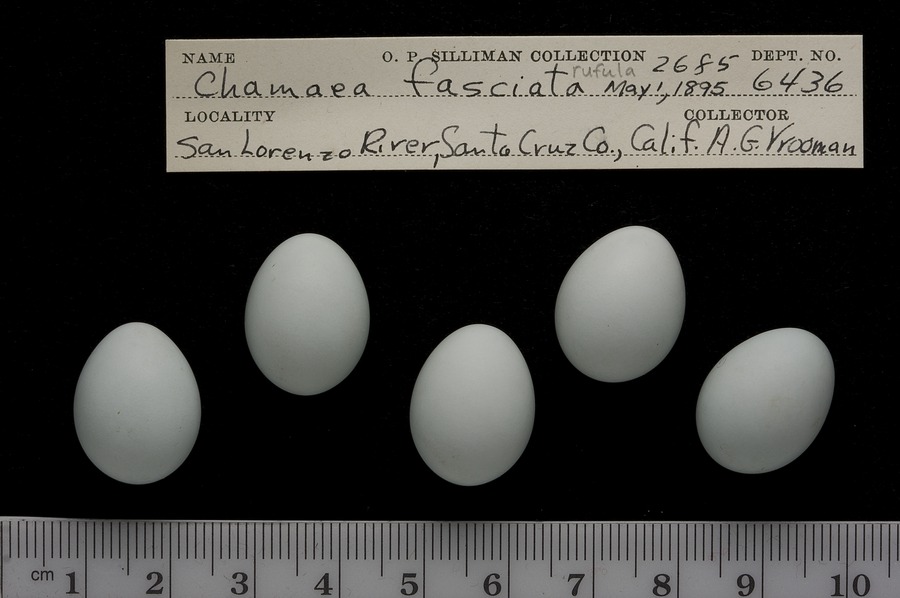 NAME O. P. SILLIMAN COLLECTION 2685 DEPT. NO.
Chamaea fasciata rufula May 1, 1895 6436
LOCALITY COLLECTOR
San Lorenzo River, Santa Cruz Co., Calif. A. G. Vrooman
cm 1 2 3 4 5 6 7 8 9 10